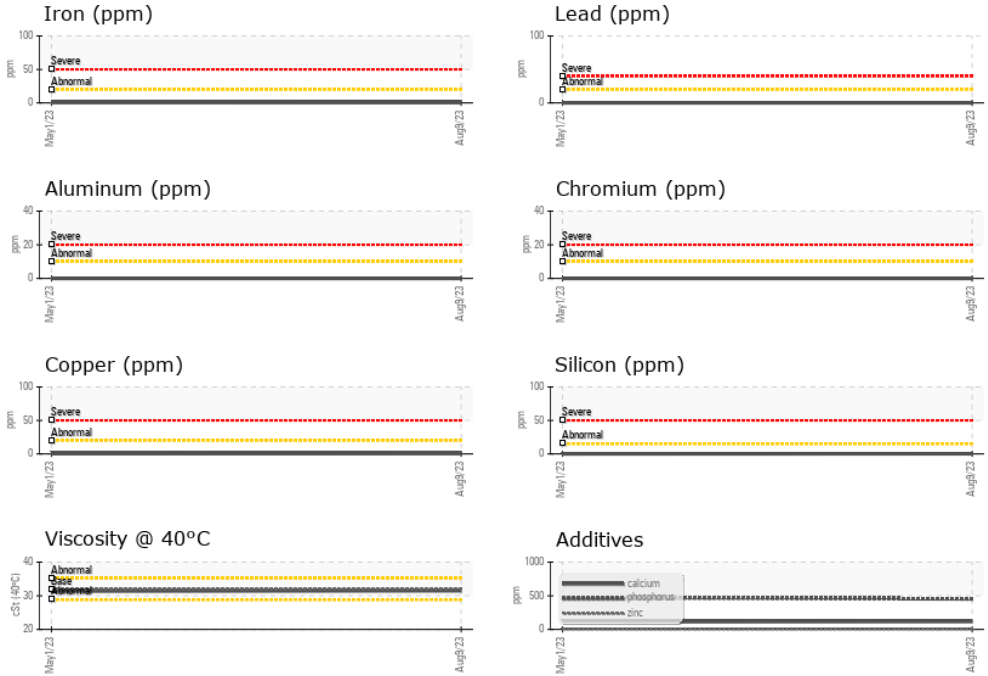 Iron (ppm)
100
50
0
ppm
Severe
Abnormal
May1/23
Aug9/23
Lead (ppm)
100
50
0
ppm
Severe
Abnormal
May1/23
Aug9/23
Aluminum (ppm)
40
20
0
ppm
Severe
Abnormal
May1/23
Aug9/23
Chromium (ppm)
40
20
0
ppm
Severe
Abnormal
May1/23
Aug9/23
Copper (ppm)
100
50
0
ppm
Severe
Abnormal
May1/23
Aug9/23
Silicon (ppm)
100
50
0
ppm
Severe
Abnormal
May1/23
Aug9/23
Viscosity @ 40°C
40
30
20
cSt (40°C)
Abnormal
Base
Abnormal
May1/23
Aug9/23
Additives
1000
500
0
ppm
calcium
phosphorus
zinc
May1/23
Aug9/23